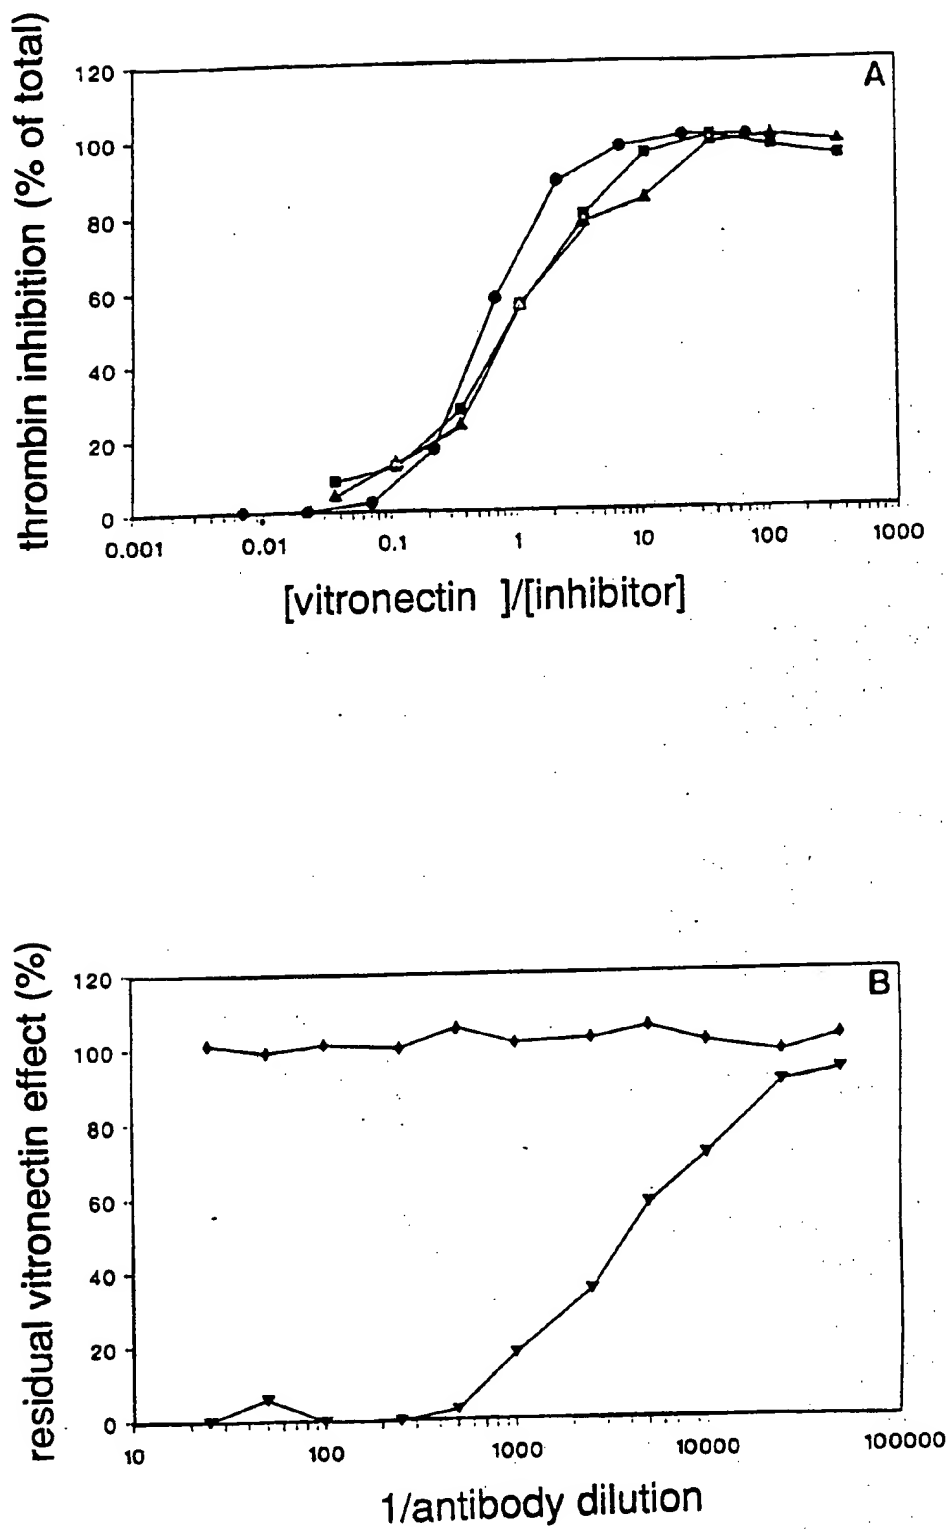 A
thrombin inhibition (% of total)
120
100
80
60
40
20
0
0.001 0.01 0.1 1 10 100 1000
[vitronectin ]/[inhibitor]
B
residual vitronectin effect (%)
120
100
80
60
40
20
0
10 100 1000 10000 100000
1/antibody dilution